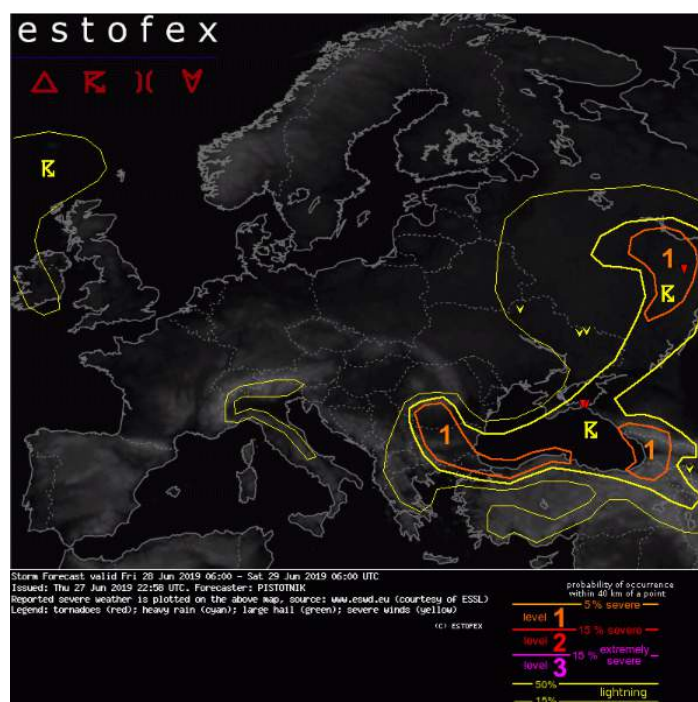 estofex
1
1
1
Storm Forecast valid Fri 28 Jun 2019 06:00 - Sat 29 Jun 2019 06:00 UTC
Issued: Thu 27 Jun 2019 22:58 UTC. Forecaster: PISTOTNIK
Reported severe weather is plotted on the above map, source: www.eswd.eu (courtesy of ESSL)
Legend: tornadoes (red); heavy rain (cyan); large hail (green); severe winds (yellow)
(C) ESTOFEX
probability of occurrence
within 40 km of a point
5% severe
level 1
15 % severe
level 2
15 % extremely severe
level 3
50%
lightning
15%